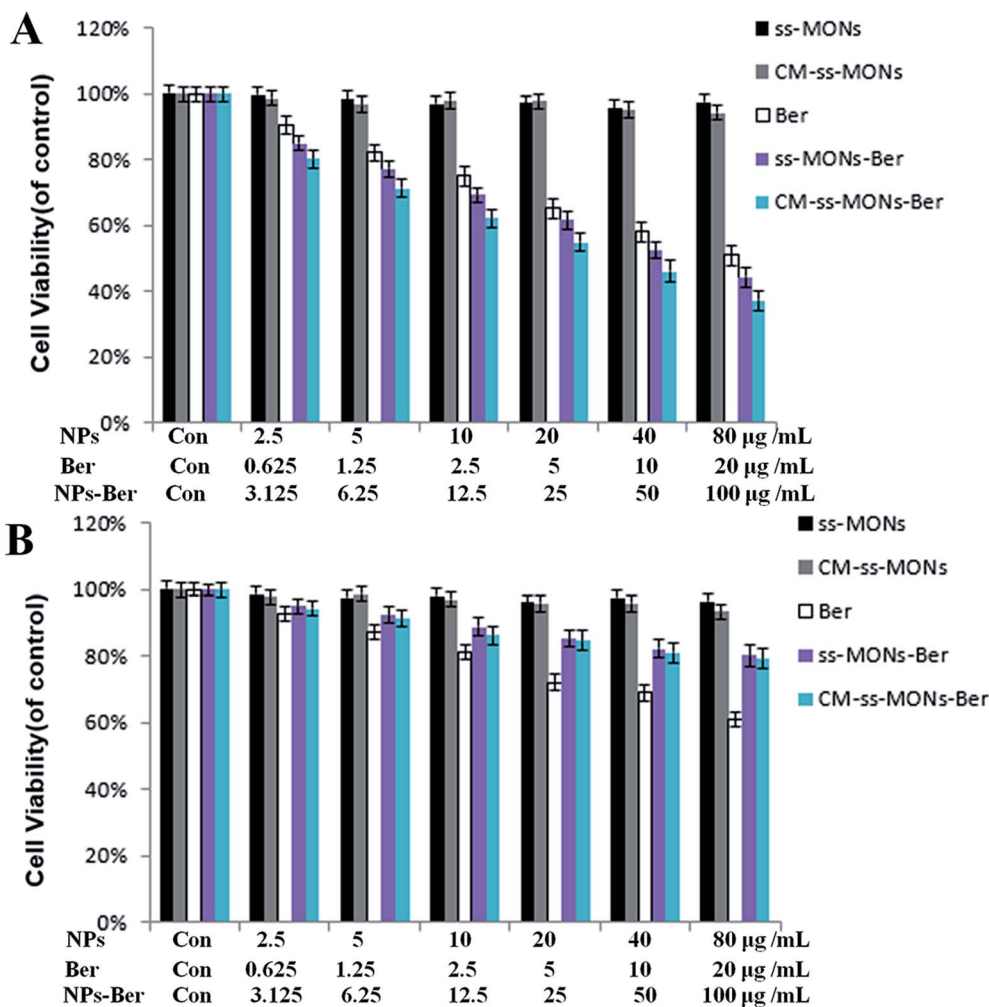 A
120%
100%
80%
60%
40%
20%
0%
Cell Viability(of control)
ss-MONs
CM-ss-MONs
Ber
ss-MONs-Ber
CM-ss-MONs-Ber
NPs Con 2.5 5 10 20 40 80 μg /mL
Ber Con 0.625 1.25 2.5 5 10 20 μg /mL
NPs-Ber Con 3.125 6.25 12.5 25 50 100 μg /mL
B
120%
100%
80%
60%
40%
20%
0%
Cell Viability(of control)
ss-MONs
CM-ss-MONs
Ber
ss-MONs-Ber
CM-ss-MONs-Ber
NPs Con 2.5 5 10 20 40 80 μg /mL
Ber Con 0.625 1.25 2.5 5 10 20 μg /mL
NPs-Ber Con 3.125 6.25 12.5 25 50 100 μg /mL